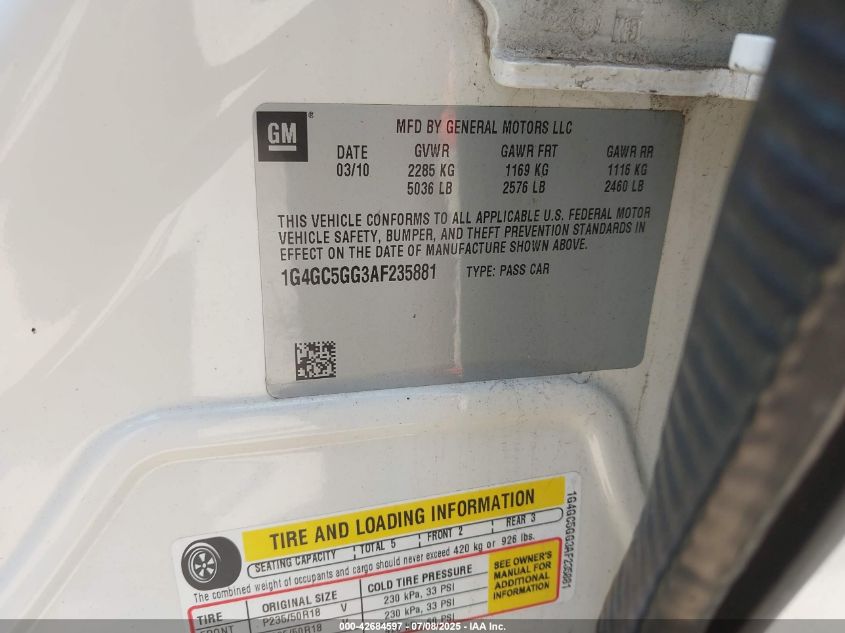 GM®
MFD BY GENERAL MOTORS LLC
DATE GVWR GAWR FRT GAWR RR
03/10 2285 KG 1169 KG 1116 KG
5036 LB 2576 LB 2460 LB
THIS VEHICLE CONFORMS TO ALL APPLICABLE U.S. FEDERAL MOTOR
VEHICLE SAFETY, BUMPER, AND THEFT PREVENTION STANDARDS IN
EFFECT ON THE DATE OF MANUFACTURE SHOWN ABOVE.
1G4GC5GG3AF235881 TYPE: PASS CAR
TIRE AND LOADING INFORMATION
SEATING CAPACITY TOTAL 5 FRONT 2 REAR 3
The combined weight of occupants and cargo should never exceed 420 kg or 926 lbs.
TIRE ORIGINAL SIZE COLD TIRE PRESSURE
FRONT P235/50R18 V 230 kPa, 33 PSI
V 230 kPa, 33 PSI
SEE OWNER'S
MANUAL FOR
ADDITIONAL
INFORMATION
1G4GC5GG3AF235881
000-42684597 - 07/08/2025 - IAA Inc.